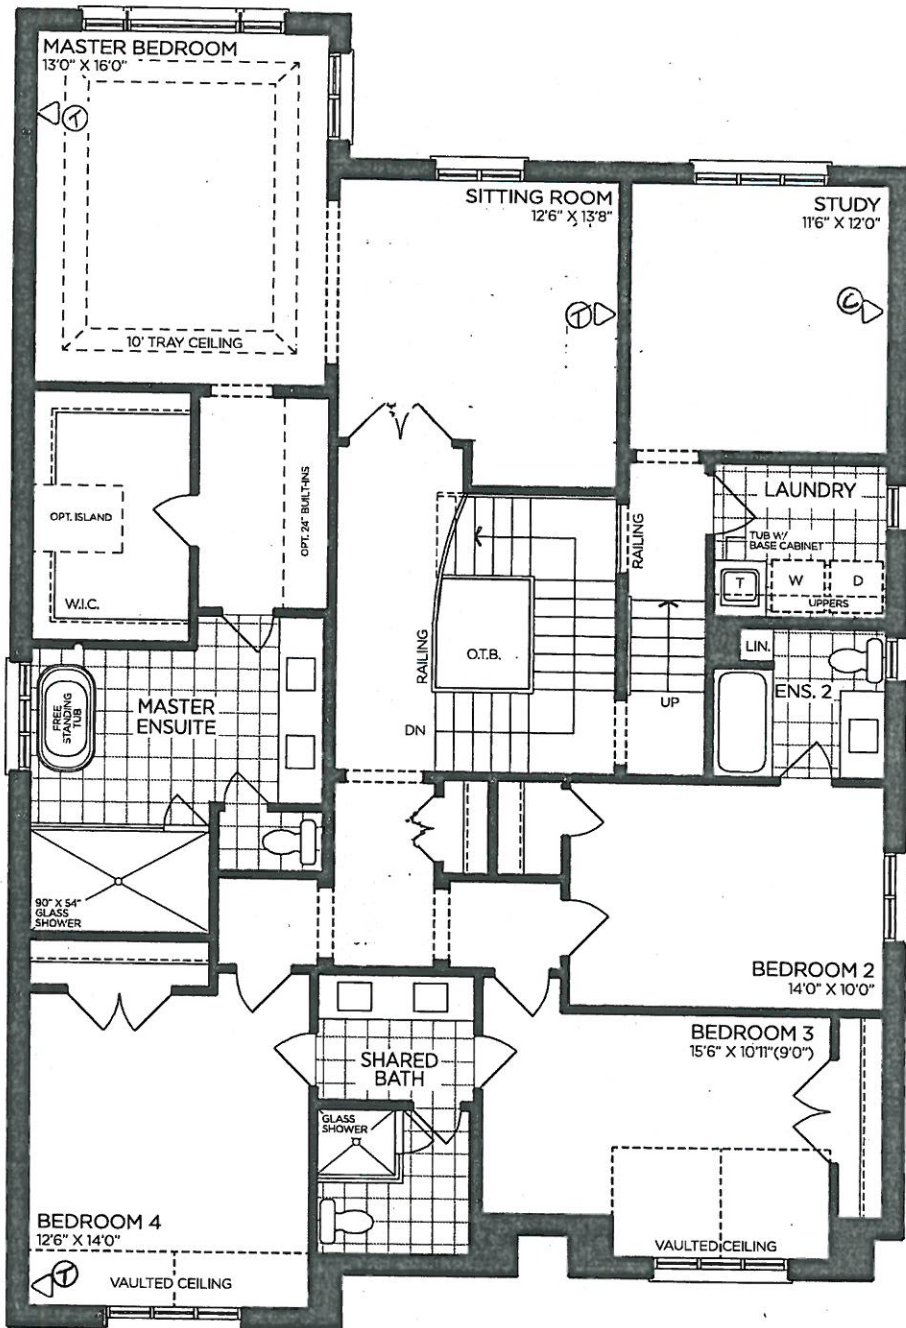 MASTER BEDROOM
13'0" X 16'0"
T
10' TRAY CEILING
SITTING ROOM
12'6" X 13'8"
T
STUDY
11'6" X 12'0"
C
OPT. ISLAND
W.I.C.
OPT. 24" BUILT-INS
RAILING
LAUNDRY
TUB W/
BASE CABINET
T
W
D
UPPERS
RAILING
O.T.B.
DN
UP
LIN.
ENS. 2
FREE
STANDING
TUB
MASTER
ENSUITE
90" X 54"
GLASS
SHOWER
BEDROOM 2
14'0" X 10'0"
BEDROOM 3
15'6" X 10'11"(9'0")
SHARED
BATH
GLASS
SHOWER
BEDROOM 4
12'6" X 14'0"
T
VAULTED CEILING
VAULTED CEILING